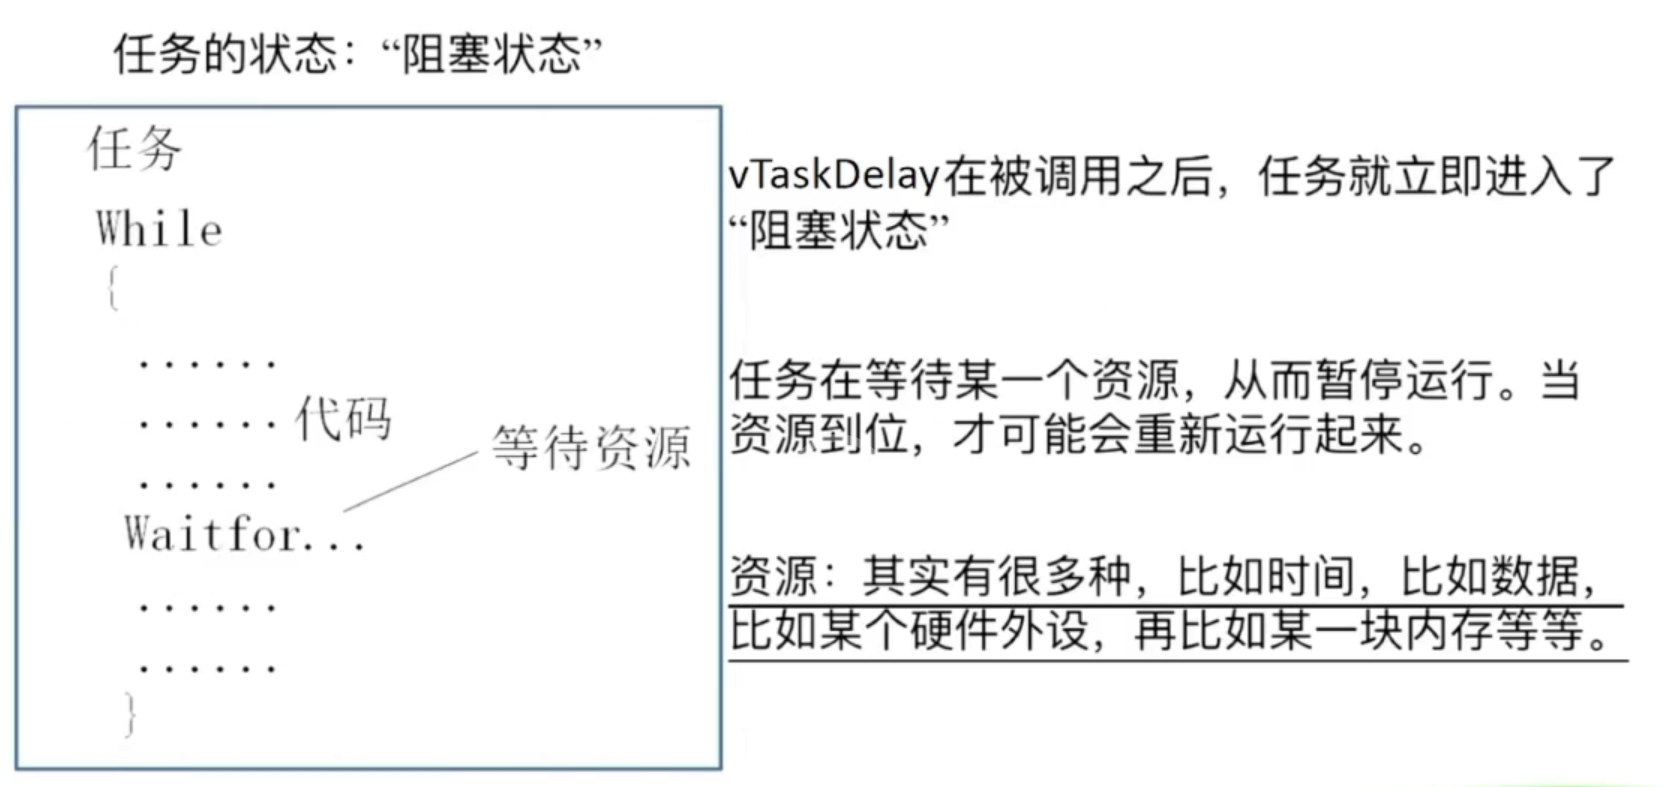 任务的状态：“阻塞状态”
任务
While
{
······
······代码
等待资源
······
Waitfor...
······
······
}
vTaskDelay在被调用之后，任务就立即进入了
“阻塞状态”
任务在等待某一个资源，从而暂停运行。当
资源到位，才可能会重新运行起来。
资源：其实有很多种，比如时间，比如数据，
比如某个硬件外设，再比如某一块内存等等。